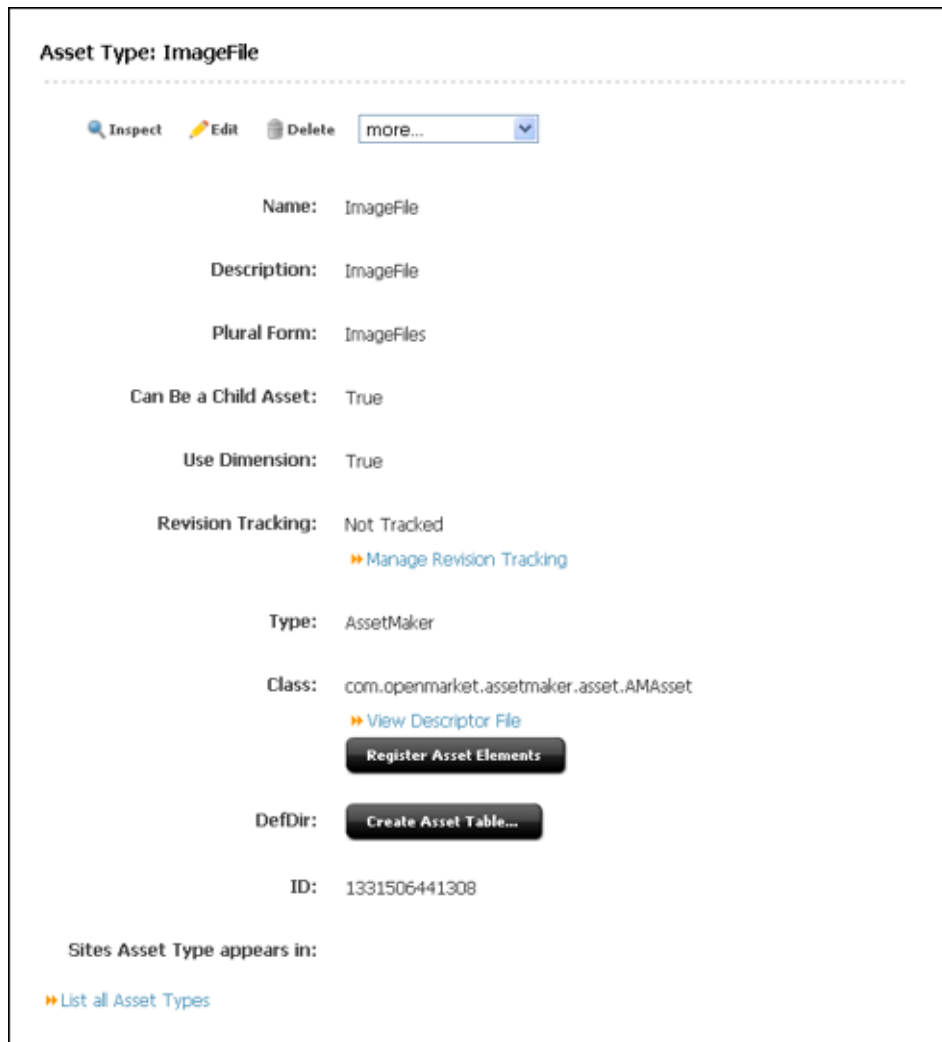 Asset Type: ImageFile
Inspect Edit Delete more...
Name: ImageFile
Description: ImageFile
Plural Form: ImageFiles
Can Be a Child Asset: True
Use Dimension: True
Revision Tracking: Not Tracked
Manage Revision Tracking
Type: AssetMaker
Class: com.openmarket.assetmaker.asset.AMAsset
View Descriptor File
Register Asset Elements
DefDir: Create Asset Table...
ID: 1331506441308
Sites Asset Type appears in:
List all Asset Types